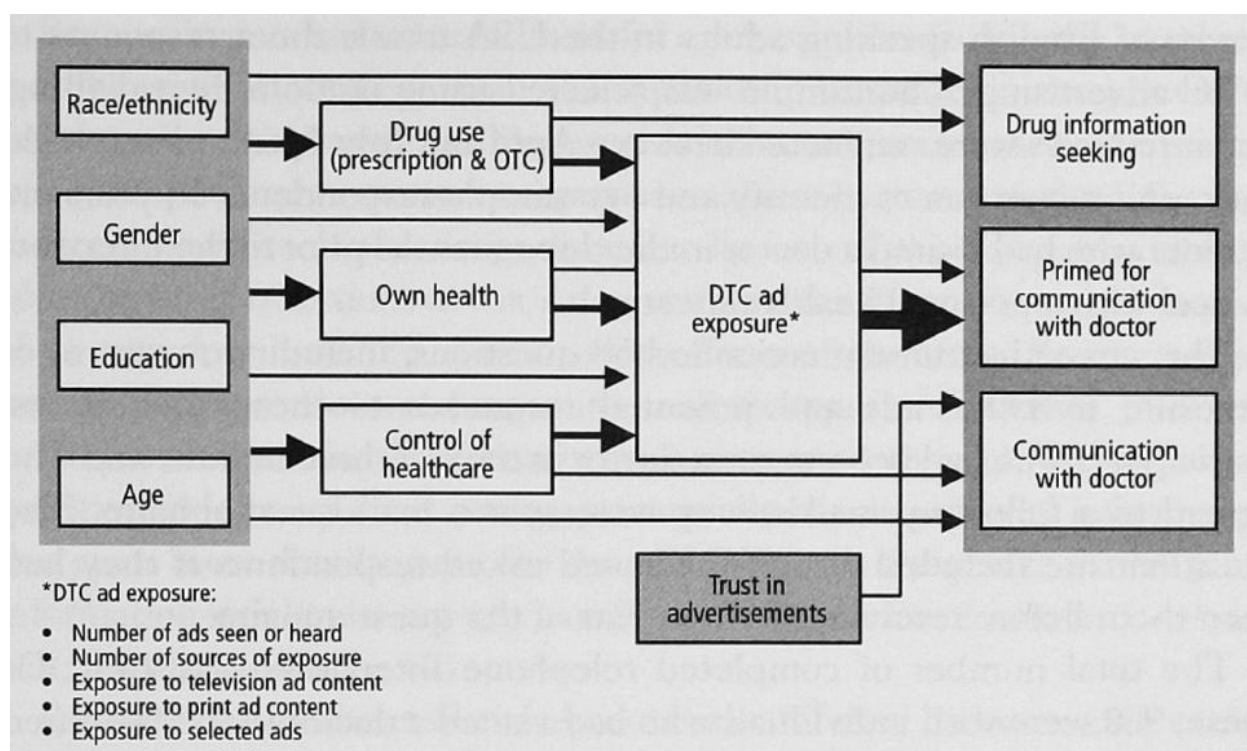 Race/ethnicity
Gender
Education
Age
Drug use
(prescription & OTC)
Own health
Control of
healthcare
DTC ad
exposure*
Trust in
advertisements
Drug information
seeking
Primed for
communication
with doctor
Communication
with doctor
*DTC ad exposure:
• Number of ads seen or heard
• Number of sources of exposure
• Exposure to television ad content
• Exposure to print ad content
• Exposure to selected ads